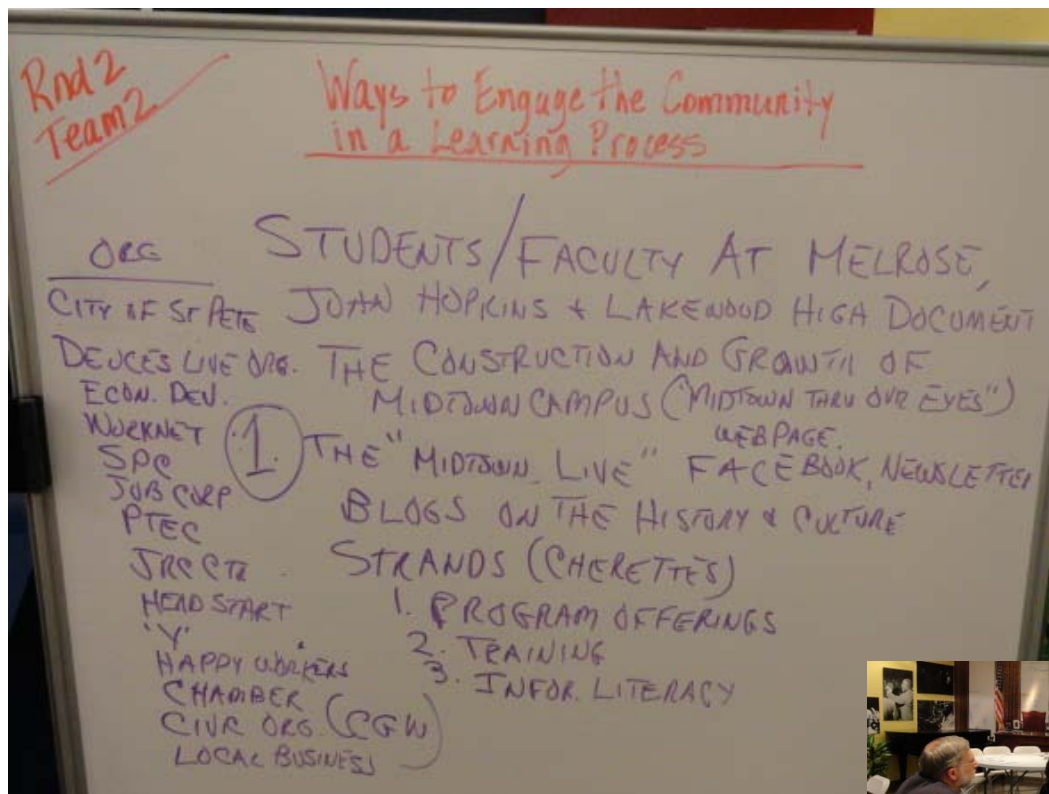 Rnd 2
Team 2
Ways to Engage the Community
in a Learning Process
ORG
CITY OF ST PETE
DEUCES LIVE ORG.
ECON. DEV.
WORKNET
SPC
JOB CORP
PTEC
HEAD START
'Y'
HAPPY WORKERS
CHAMBER
CIVIC ORG. (CGW)
LOCAL BUSINESS
STUDENTS/FACULTY AT MELROSE,
JOHN HOPKINS & LAKEWOOD HIGH DOCUMENT
THE CONSTRUCTION AND GROWTH OF
MIDTOWN CAMPUS ("MIDTOWN THRU OUR EYES")
WEBPAGE.
1. THE "MIDTOWN LIVE" FACEBOOK, NEWSLETTER
BLOGS ON THE HISTORY & CULTURE
STRANDS (CHERETTES)
1. PROGRAM OFFERINGS
2. TRAINING
3. INFOR. LITERACY